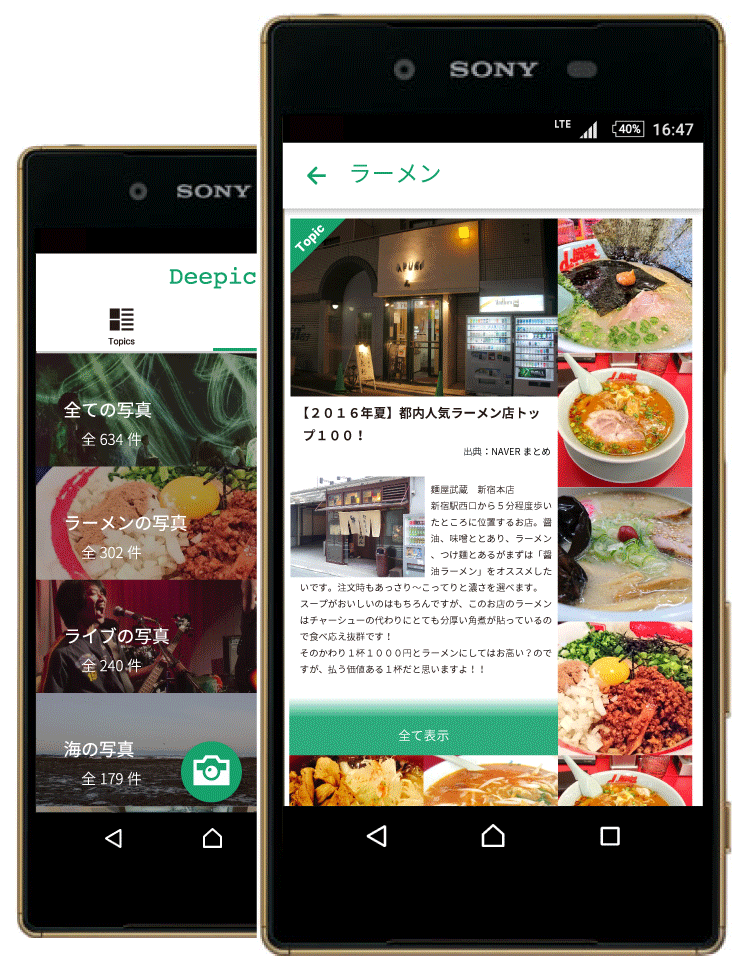 SONY
Deepic
Topics
全ての写真
全 634 件
ラーメンの写真
全 302 件
ライブの写真
全 240 件
海の写真
全 179 件
SONY
LTE
40%
16:47
ラーメン
Topic
【２０１６年夏】都内人気ラーメン店トッ
プ１００！
出典：NAVER まとめ
麺屋武蔵　新宿本店
新宿駅西口から５分程度歩い
たところに位置するお店。醤
油、味噌ととあり、ラーメン
、つけ麺とあるがまずは「醤
油ラーメン」をオススメした
いです。注文時もあっさり～こってりと濃さを選べます。
スープがおいしいのはもちろんですが、このお店のラーメン
はチャーシューの代わりにとても分厚い角煮が貼っているの
で食べ応え抜群です！
そのかわり１杯１０００円とラーメンにしてはお高い？ので
すが、払う価値ある１杯だと思いますよ！！
全て表示